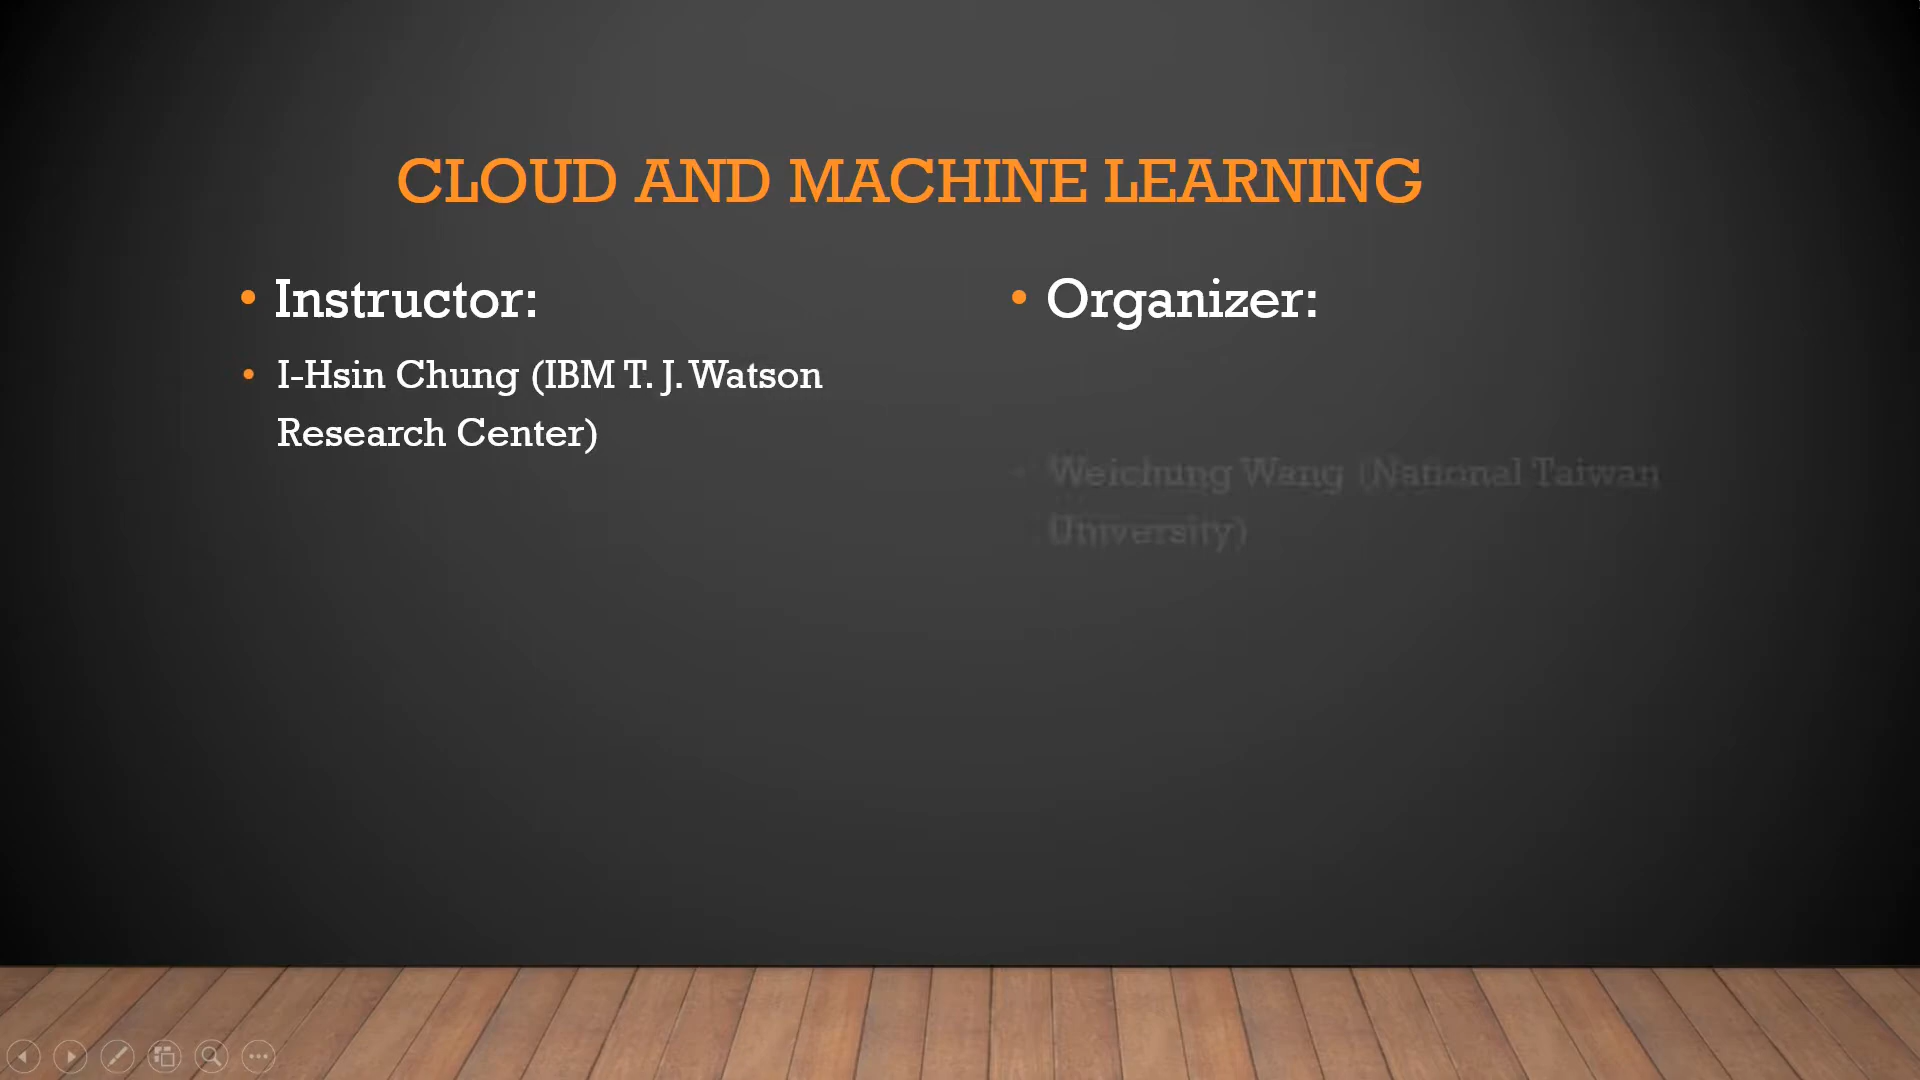 CLOUD AND MACHINE LEARNING
• Instructor:
• I-Hsin Chung (IBM T. J. Watson
Research Center)
• Organizer:
• Weichung Wang (National Taiwan
University)